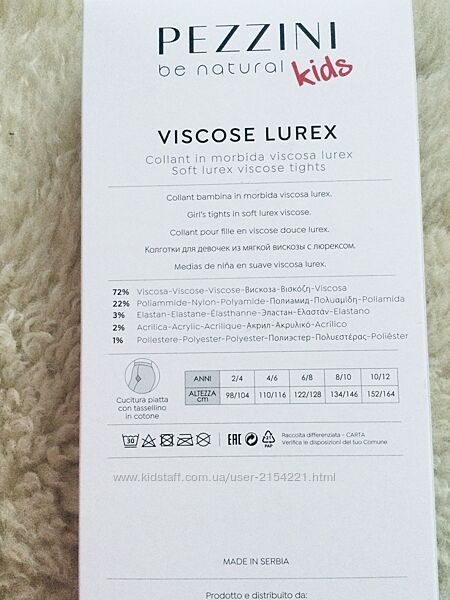 PEZZINI
be natural kids
VISCOSE LUREX
Collant in morbida viscosa lurex
Soft lurex viscose tights
Collant bambina in morbida viscosa lurex.
Girl's tights in soft lurex viscose.
Collant pour fille en viscose douce lurex.
Колготки для девочек из мягкой вискозы с люрексом.
Medias de niña en suave viscosa lurex.
72% Viscosa-Viscose-Viscose-Вискоза-Βισκόζη-Viscosa
22% Poliammide-Nylon-Polyamide-Полиамид-Πολυαμίδη-Poliamida
3% Elastan-Elastane-Élasthanne-Эластан-Ελαστάν-Elastano
2% Acrilica-Acrylic-Acrilique-Акрил-Ακρυλικό-Acrílico
1% Poliestere-Polyester-Polyester-Полиэстер-Πολυεστέρας-Poliéster
ANNI 2/4 4/6 6/8 8/10 10/12
ALTEZZA cm 98/104 110/116 122/128 134/146 152/164
Cucitura piatta
con tassellino
in cotone
30 EAC 21 PAP
Raccolta differenziata - CARTA
Verifica le disposizioni del tuo Comune
www.kidstaff.com.ua/user-2154221.html
MADE IN SERBIA
Prodotto e distribuito da: